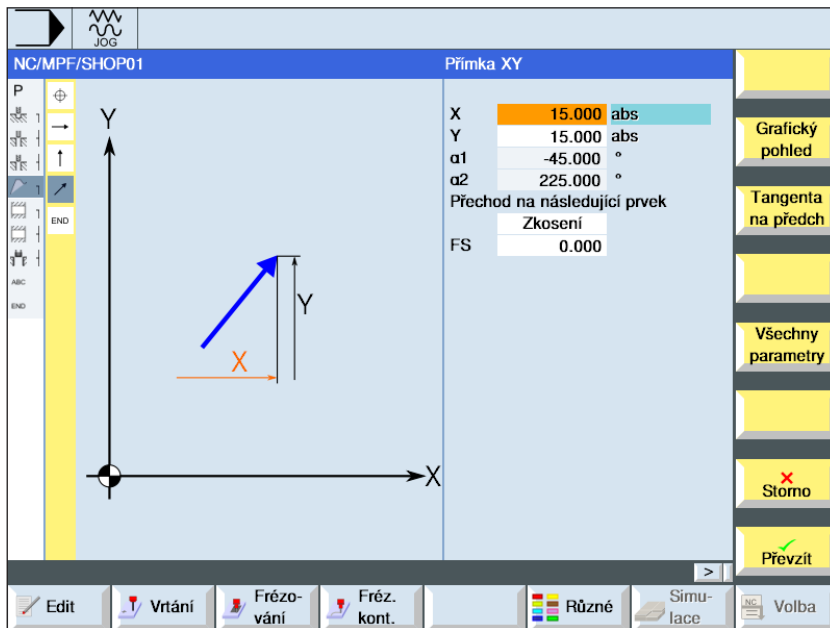 JOG
NC/MPF/SHOP01
Přímka XY
P
END
ABC
END
Y
X
Y
X
X 15.000 abs
Y 15.000 abs
α1 -45.000 °
α2 225.000 °
Přechod na následující prvek
Zkosení
FS 0.000
Grafický
pohled
Tangenta
na předch
Všechny
parametry
Storno
Převzít
>
Edit
Vrtání
Frézo-
vání
Fréz.
kont.
Různé
Simu-
lace
NC
Volba